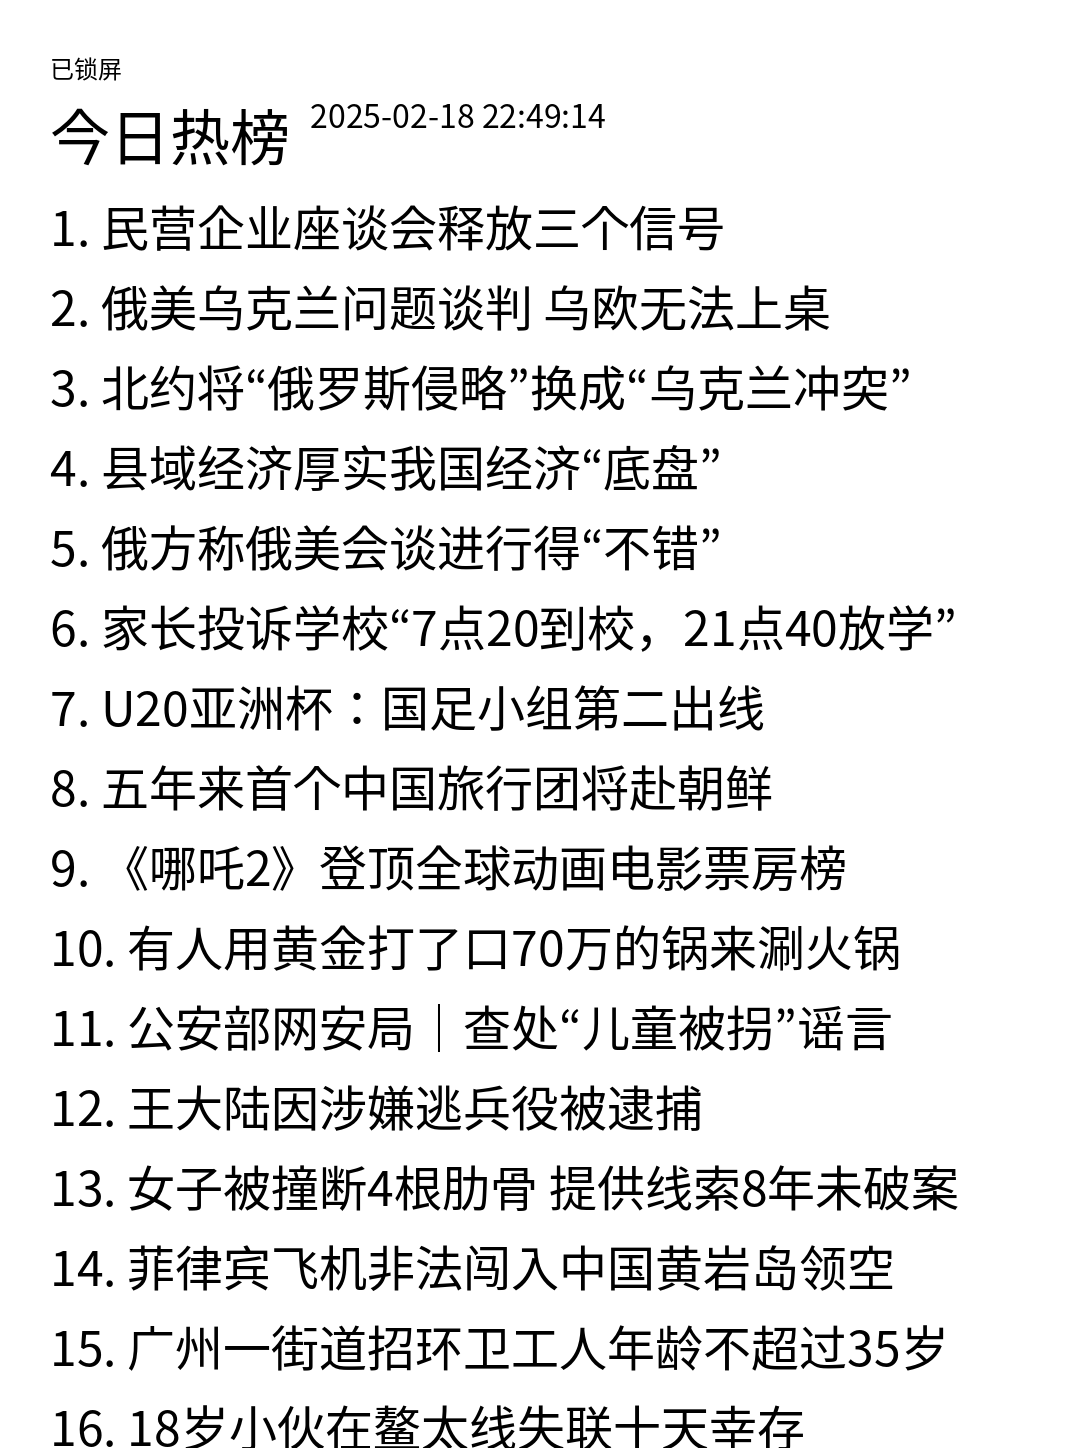 已锁屏
今日热榜 2025-02-18 22:49:14
1. 民营企业座谈会释放三个信号
2. 俄美乌克兰问题谈判 乌欧无法上桌
3. 北约将“俄罗斯侵略”换成“乌克兰冲突”
4. 县域经济厚实我国经济“底盘”
5. 俄方称俄美会谈进行得“不错”
6. 家长投诉学校“7点20到校，21点40放学”
7. U20亚洲杯：国足小组第二出线
8. 五年来首个中国旅行团将赴朝鲜
9. 《哪吒2》登顶全球动画电影票房榜
10. 有人用黄金打了口70万的锅来涮火锅
11. 公安部网安局｜查处“儿童被拐”谣言
12. 王大陆因涉嫌逃兵役被逮捕
13. 女子被撞断4根肋骨 提供线索8年未破案
14. 菲律宾飞机非法闯入中国黄岩岛领空
15. 广州一街道招环卫工人年龄不超过35岁
16. 18岁小伙在鳌太线失联十天幸存